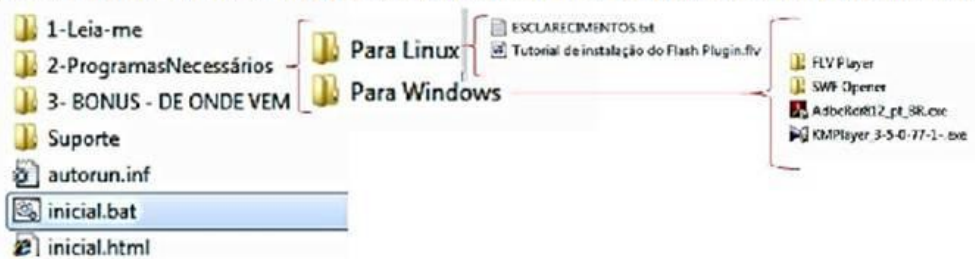 1-Leia-me
2-ProgramasNecessários
3- BONUS - DE ONDE VEM
Suporte
autorun.inf
inicial.bat
inicial.html
Para Linux
Para Windows
ESCLARECIMENTOS.txt
Tutorial de instalação do Flash Plugin.flv
FLV Player
SWF Opener
AdbeRdr812_pt_BR.exe
KMPlayer_3-5-0-77-1-.exe